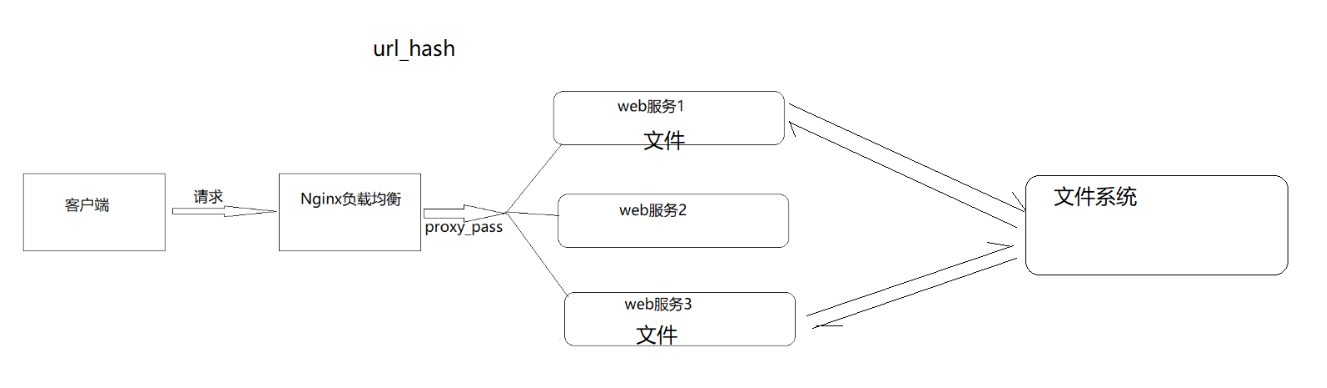 url_hash
客户端
请求
Nginx负载均衡
proxy_pass
web服务1
文件
web服务2
web服务3
文件
文件系统